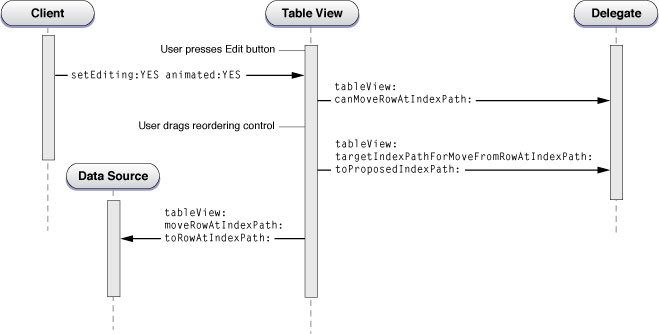 Client
Table View
Delegate
User presses Edit button
setEditing:YES animated:YES
tableView:
canMoveRowAtIndexPath:
User drags reordering control
tableView:
targetIndexPathForMoveFromRowAtIndexPath:
toProposedIndexPath:
Data Source
tableView:
moveRowAtIndexPath:
toRowAtIndexPath: